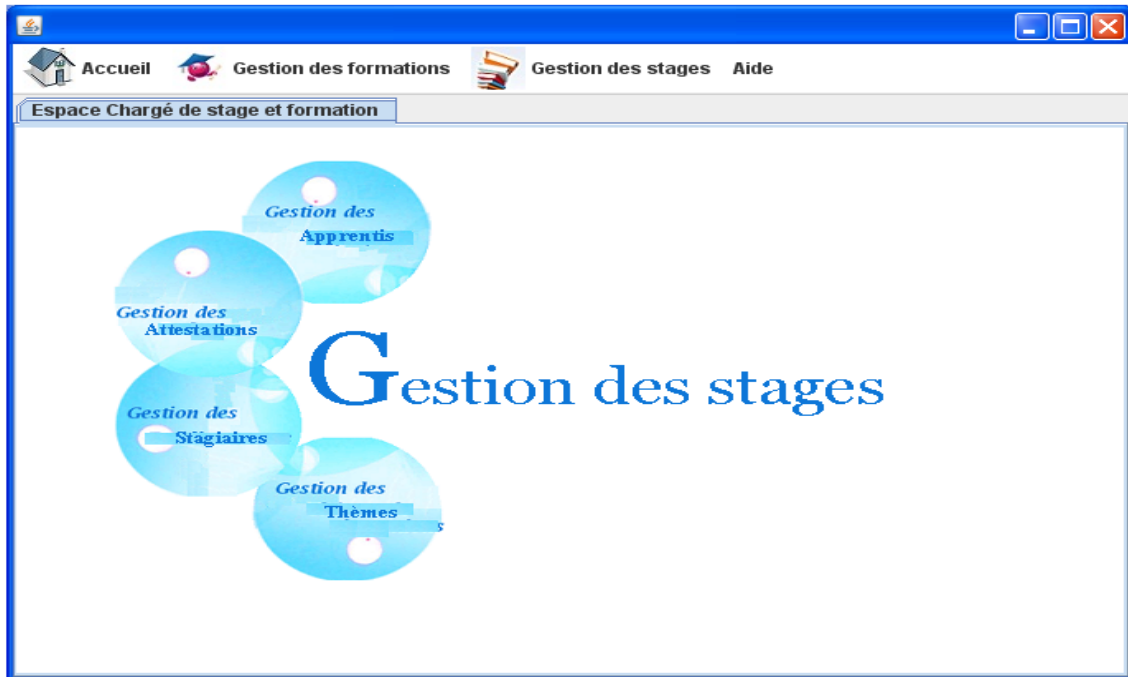 Accueil Gestion des formations Gestion des stages Aide
Espace Chargé de stage et formation
Gestion des
Apprentis
Gestion des
Attestations
Gestion des stages
Gestion des
Stagiaires
Gestion des
Thèmes